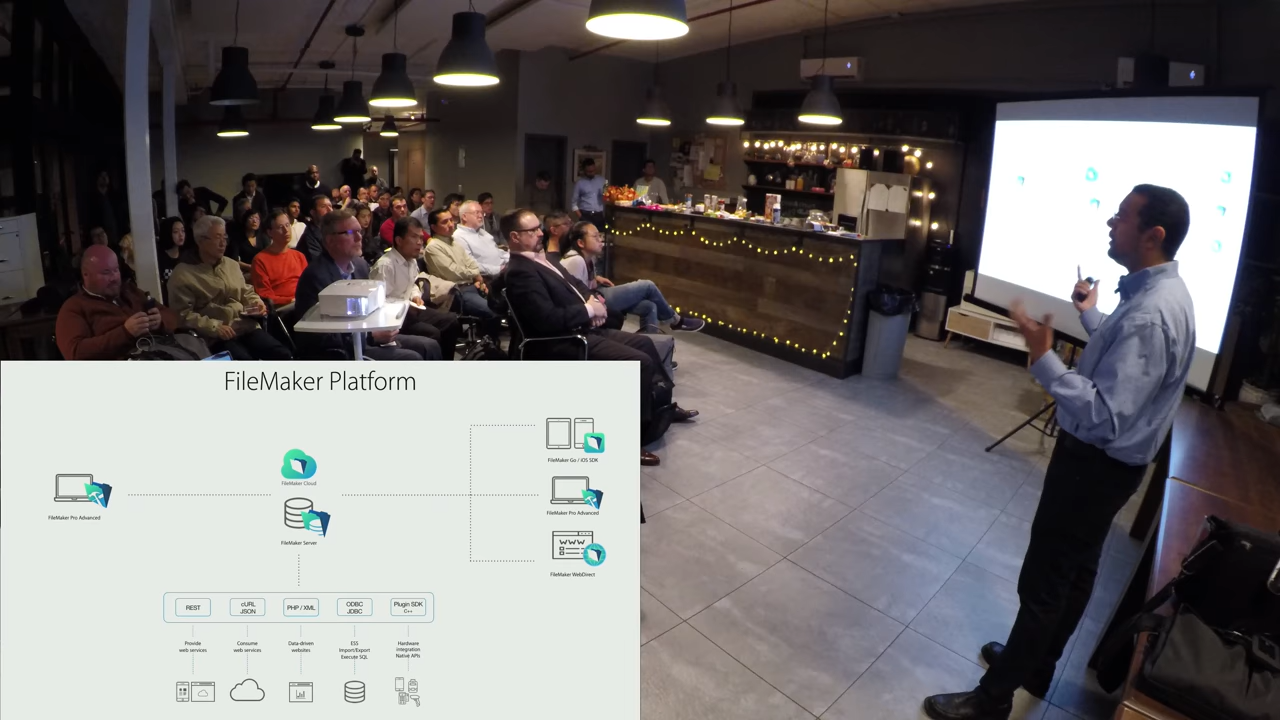 FileMaker Platform
FileMaker Cloud
FileMaker Pro Advanced
FileMaker Server
FileMaker Go / iOS SDK
FileMaker Pro Advanced
WWW
FileMaker WebDirect
REST
cURL
JSON
PHP / XML
ODBC
JDBC
Plugin SDK
C++
Provide
web services
Consume
web services
Data-driven
websites
ESS
Import/Export
Execute SQL
Hardware
Integration
Native APIs